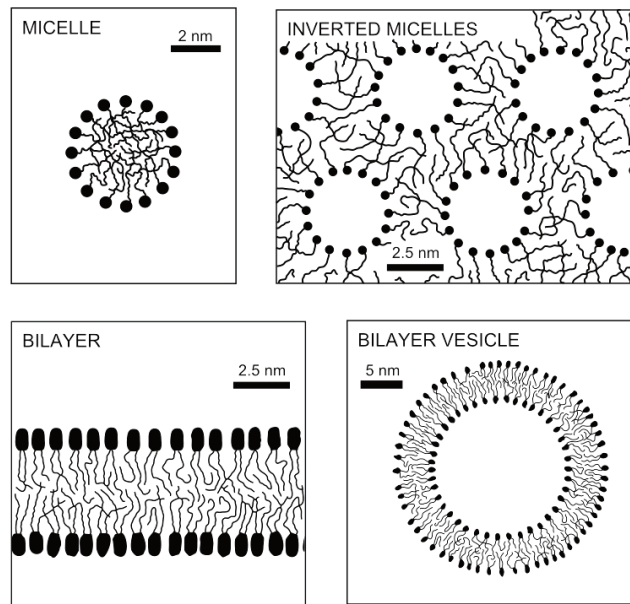 MICELLE
2 nm
INVERTED MICELLES
2.5 nm
BILAYER
2.5 nm
BILAYER VESICLE
5 nm